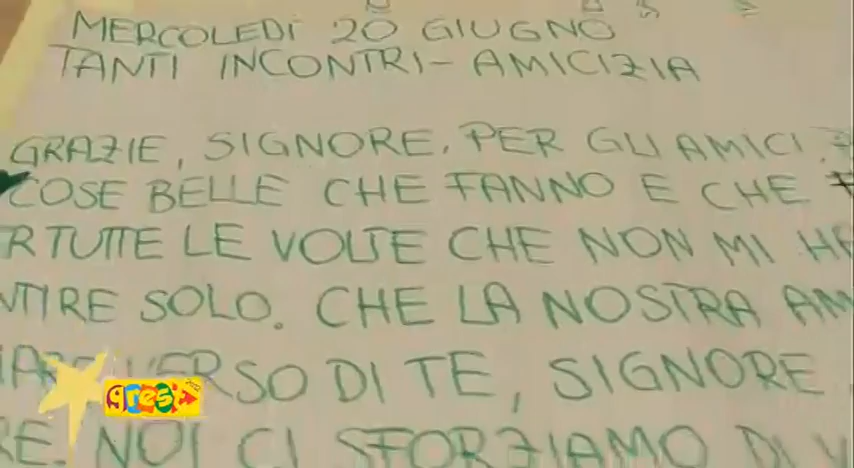 MERCOLEDÌ 20 GIUGNO
TANTI INCONTRI - AMICIZIA
GRAZIE, SIGNORE, PER GLI AMICI,
COSE BELLE CHE FANNO E CHE
TUTTE LE VOLTE CHE NON MI
SOLO. CHE LA NOSTRA
VERSO DI TE, SIGNORE
NOI CI SFORZIAMO DI
grest